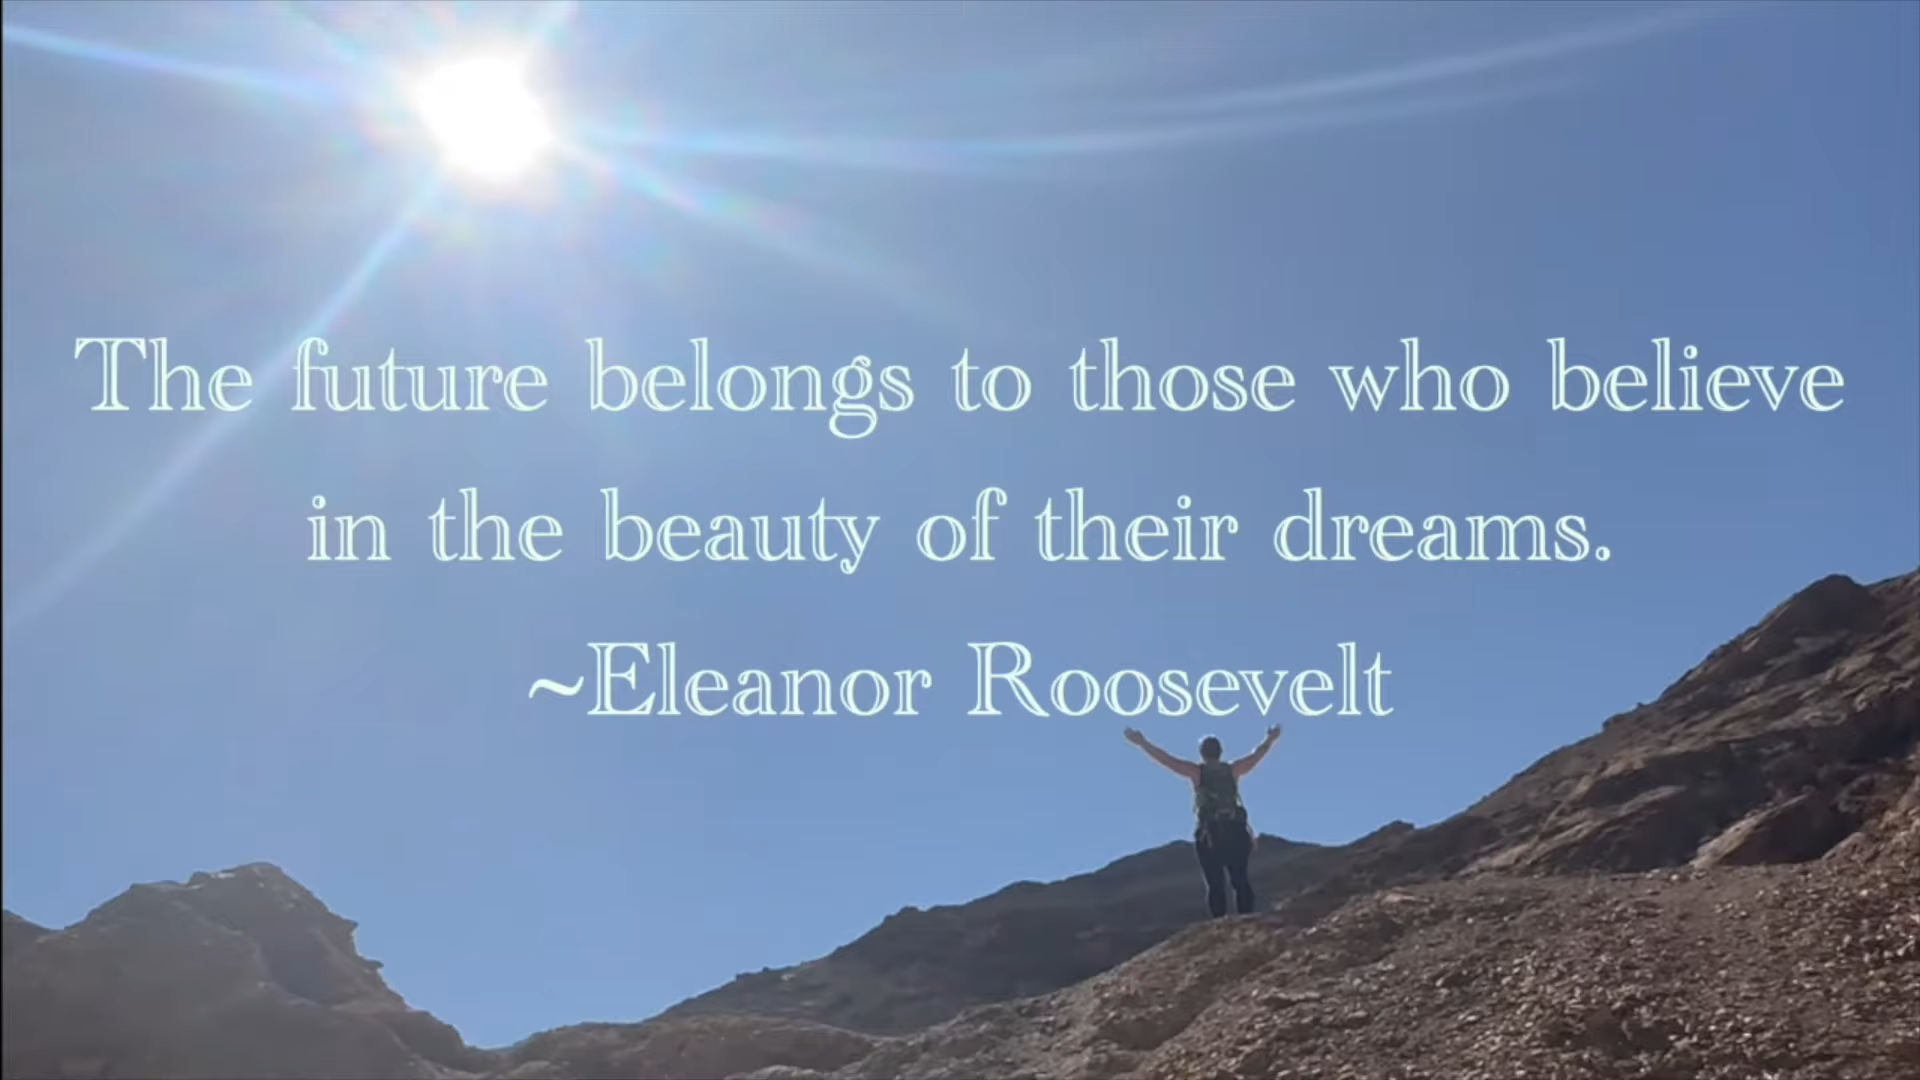 The future belongs to those who believe
in the beauty of their dreams.
~Eleanor Roosevelt